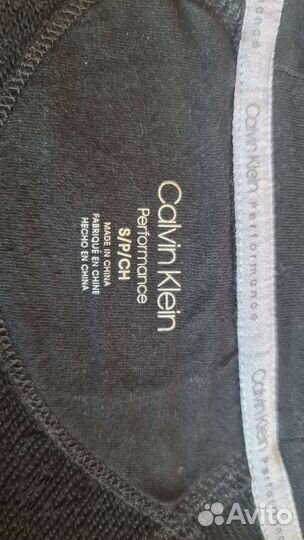 Calvin Klein
Performance
S/P/CH
MADE IN CHINA
FABRIQUÉ EN CHINE
HECHO EN CHINA
Calvin Klein Performance
Calvin Klein Perfor
Avito